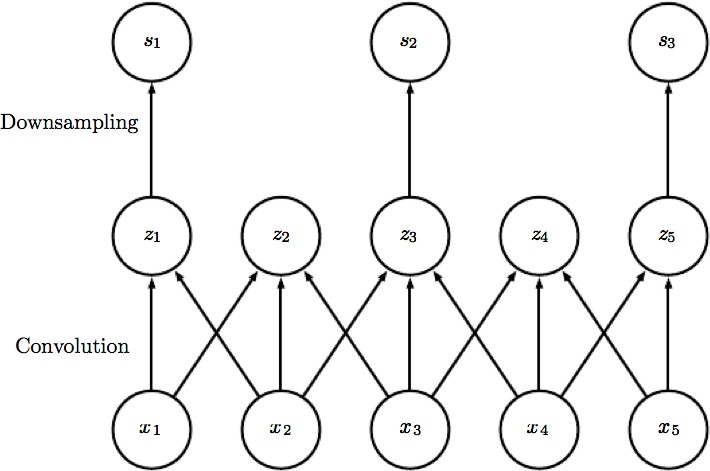 s₁ s₂ s₃
Downsampling
z₁ z₂ z₃ z₄ z₅
Convolution
x₁ x₂ x₃ x₄ x₅